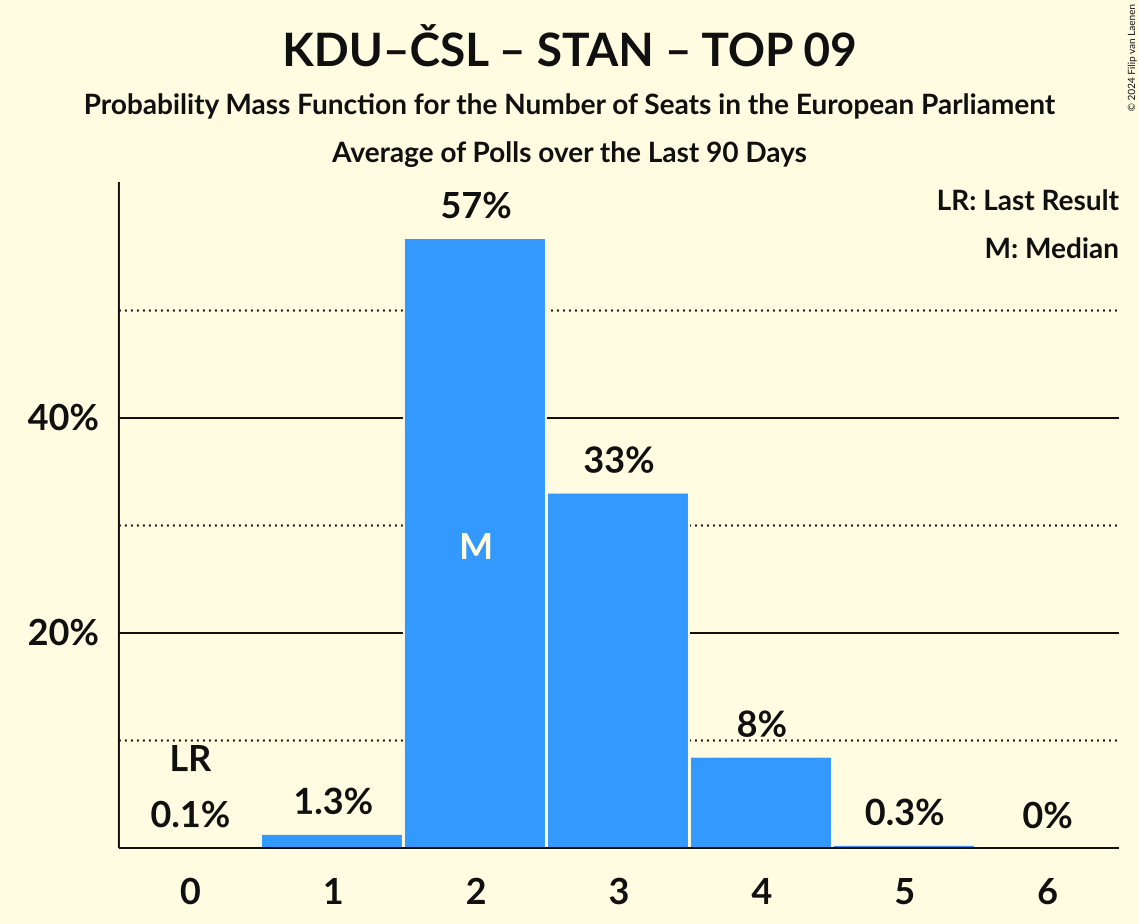 KDU–ČSL – STAN – TOP 09
Probability Mass Function for the Number of Seats in the European Parliament
Average of Polls over the Last 90 Days
© 2024 Filip van Laenen
LR: Last Result
M: Median
57%
40%
33%
M
20%
8%
LR
0.1%
1.3%
0.3%
0%
0 1 2 3 4 5 6